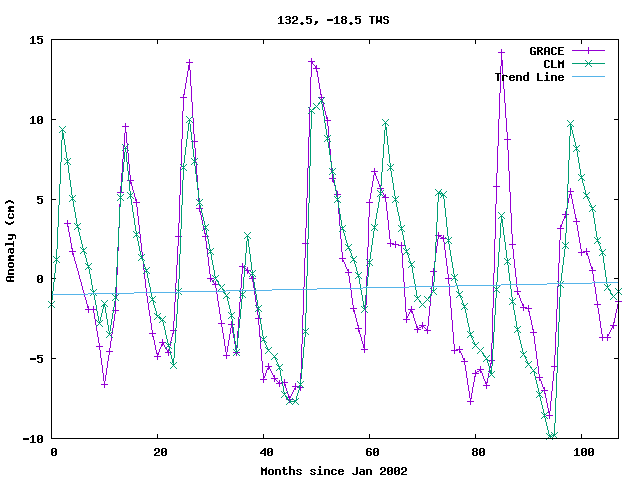 132.5, -18.5 TWS
GRACE
CLM
Trend Line
Anomaly (cm)
15
10
5
0
-5
-10
0 20 40 60 80 100
Months since Jan 2002